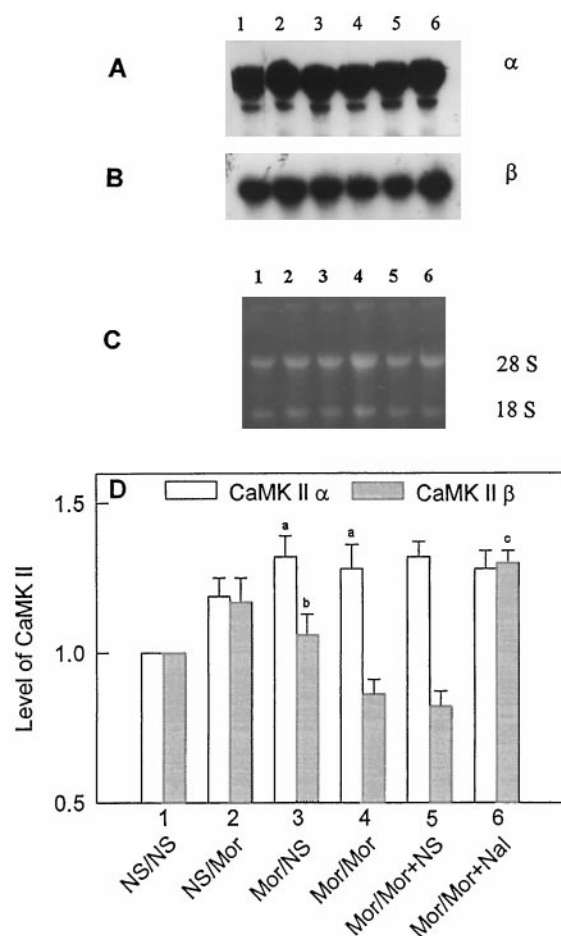 1 2 3 4 5 6
A α
B β
1 2 3 4 5 6
C
28 S
18 S
D CaMK II α CaMK II β
1.5
1.0
0.5
Level of CaMK II
a a c
b
1 2 3 4 5 6
NS/NS NS/Mor Mor/NS Mor/Mor Mor/Mor+NS Mor/Mor+Nal